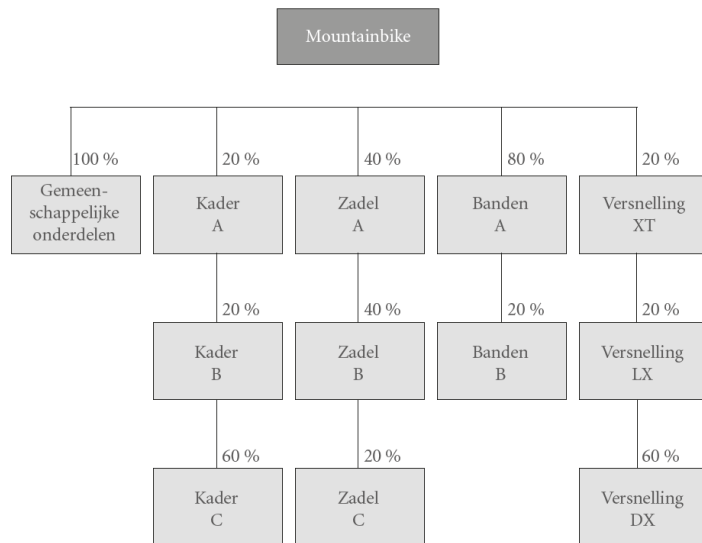 Mountainbike
100 %
20 %
40 %
80 %
20 %
Gemeen-
schappelijke
onderdelen
Kader
A
Zadel
A
Banden
A
Versnelling
XT
20 %
40 %
20 %
20 %
Kader
B
Zadel
B
Banden
B
Versnelling
LX
60 %
20 %
60 %
Kader
C
Zadel
C
Versnelling
DX